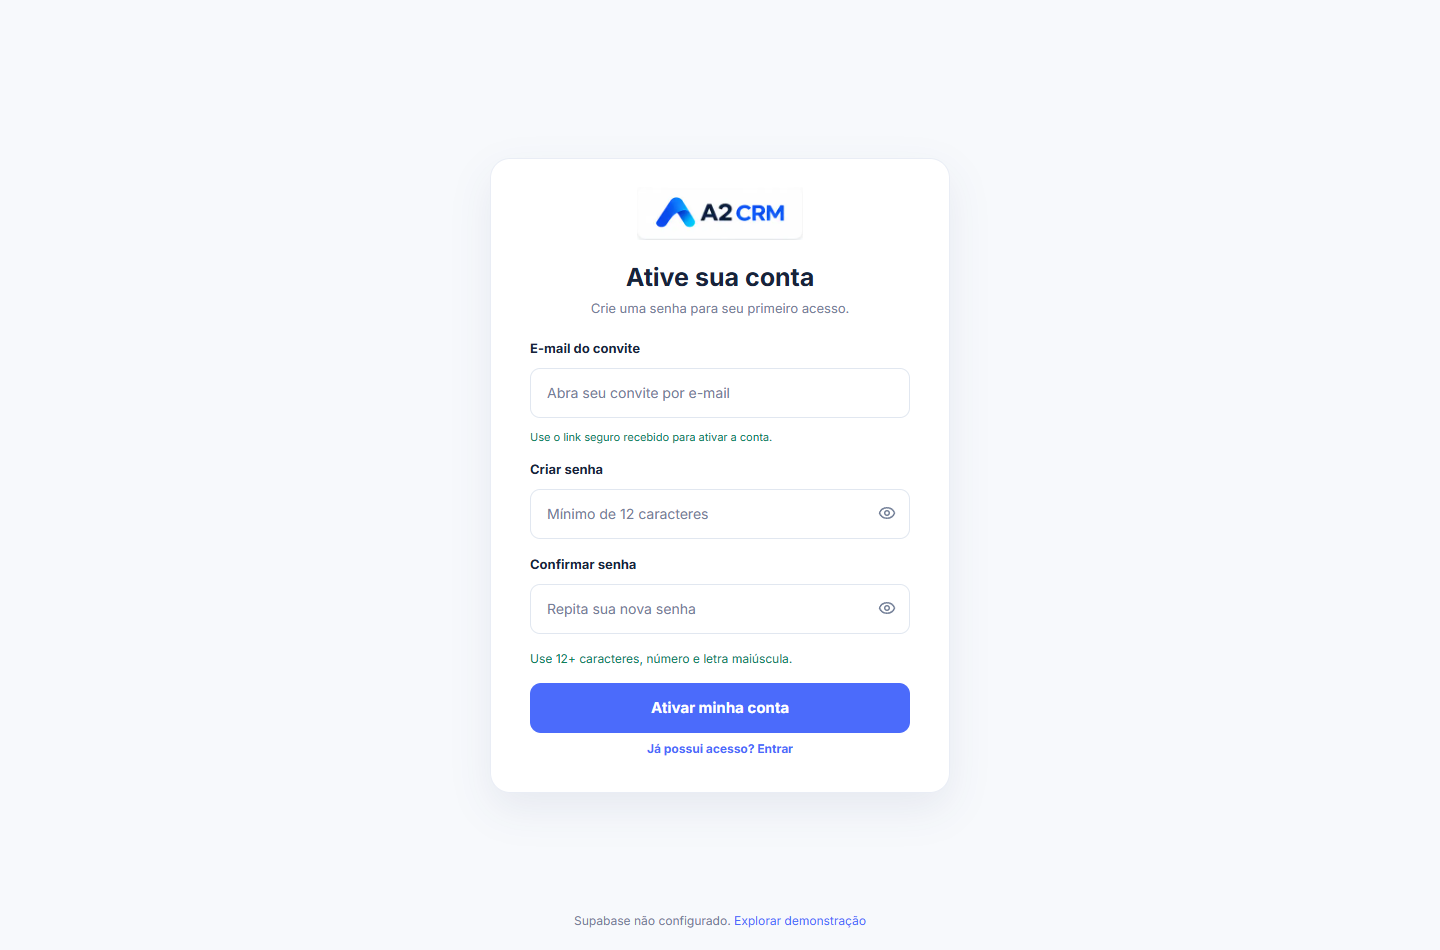 A2 CRM
Ative sua conta
Crie uma senha para seu primeiro acesso.
E-mail do convite
Abra seu convite por e-mail
Use o link seguro recebido para ativar a conta.
Criar senha
Mínimo de 12 caracteres
Confirmar senha
Repita sua nova senha
Use 12+ caracteres, número e letra maiúscula.
Ativar minha conta
Já possui acesso? Entrar
Supabase não configurado. Explorar demonstração